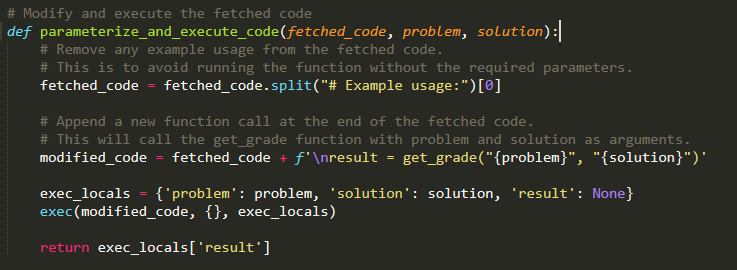 # Modify and execute the fetched code
def parameterize_and_execute_code(fetched_code, problem, solution):
    # Remove any example usage from the fetched code.
    # This is to avoid running the function without the required parameters.
    fetched_code = fetched_code.split("# Example usage:")[0]

    # Append a new function call at the end of the fetched code.
    # This will call the get_grade function with problem and solution as arguments.
    modified_code = fetched_code + f'\nresult = get_grade("{problem}", "{solution}")'

    exec_locals = {'problem': problem, 'solution': solution, 'result': None}
    exec(modified_code, {}, exec_locals)

    return exec_locals['result']